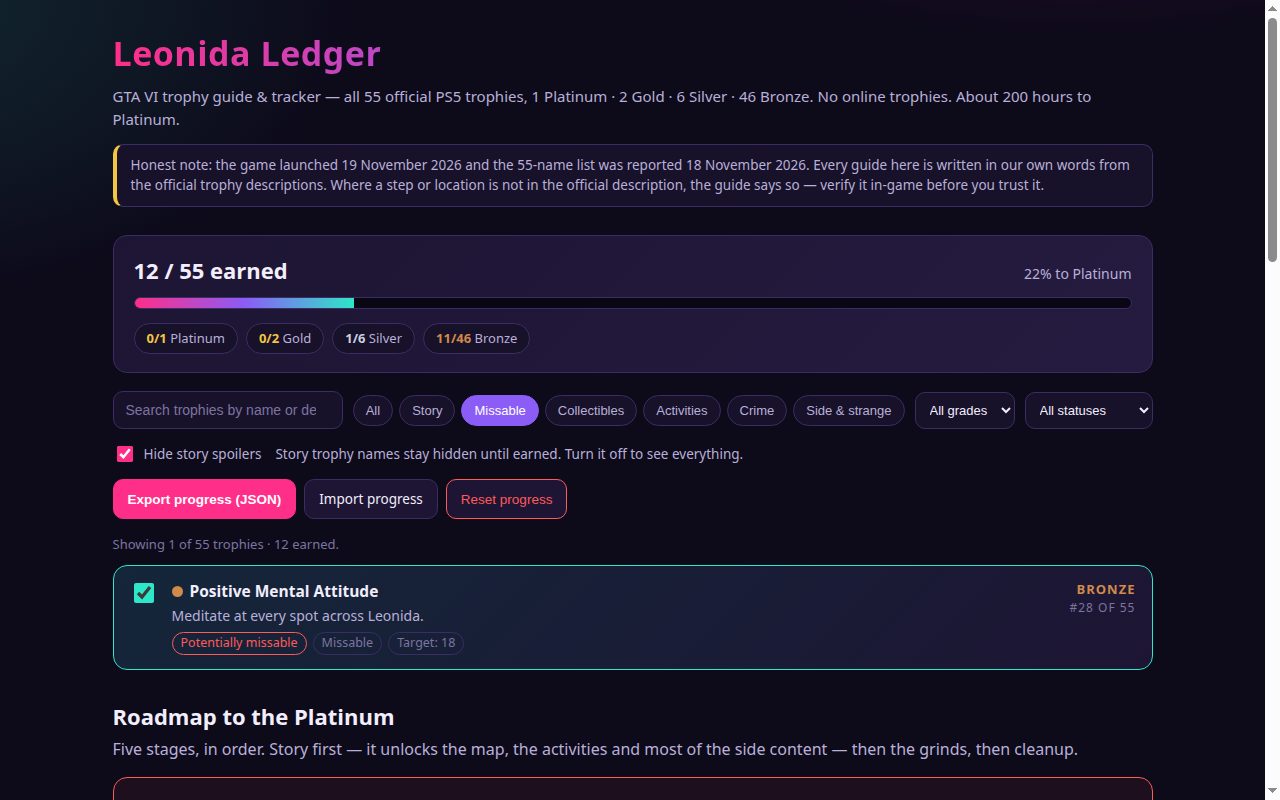 Leonida Ledger
GTA VI trophy guide & tracker — all 55 official PS5 trophies, 1 Platinum · 2 Gold · 6 Silver · 46 Bronze. No online trophies. About 200 hours to
Platinum.
Honest note: the game launched 19 November 2026 and the 55-name list was reported 18 November 2026. Every guide here is written in our own words from
the official trophy descriptions. Where a step or location is not in the official description, the guide says so — verify it in-game before you trust it.
12 / 55 earned
22% to Platinum
0/1 Platinum
0/2 Gold
1/6 Silver
11/46 Bronze
Search trophies by name or de
All
Story
Missable
Collectibles
Activities
Crime
Side & strange
All grades
All statuses
Hide story spoilers
Story trophy names stay hidden until earned. Turn it off to see everything.
Export progress (JSON)
Import progress
Reset progress
Showing 1 of 55 trophies · 12 earned.
Positive Mental Attitude
BRONZE
#28 OF 55
Meditate at every spot across Leonida.
Potentially missable
Missable
Target: 18
Roadmap to the Platinum
Five stages, in order. Story first — it unlocks the map, the activities and most of the side content — then the grinds, then cleanup.